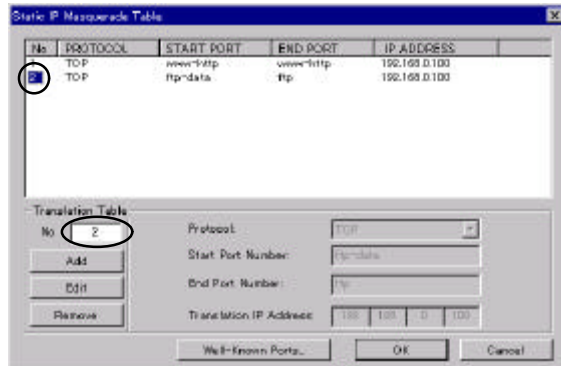 Static IP Masquerade Table
No PROTOCOL START PORT END PORT IP ADDRESS
1 TCP www-http www-http 192.168.0.100
2 TCP ftp-data ftp 192.168.0.100
Translation Table
No 2
Protocol: TCP
Add
Start Port Number: ftp-data
Edit
End Port Number: ftp
Remove
Translation IP Address: 192 168 0 100
Well-Known Ports... OK Cancel